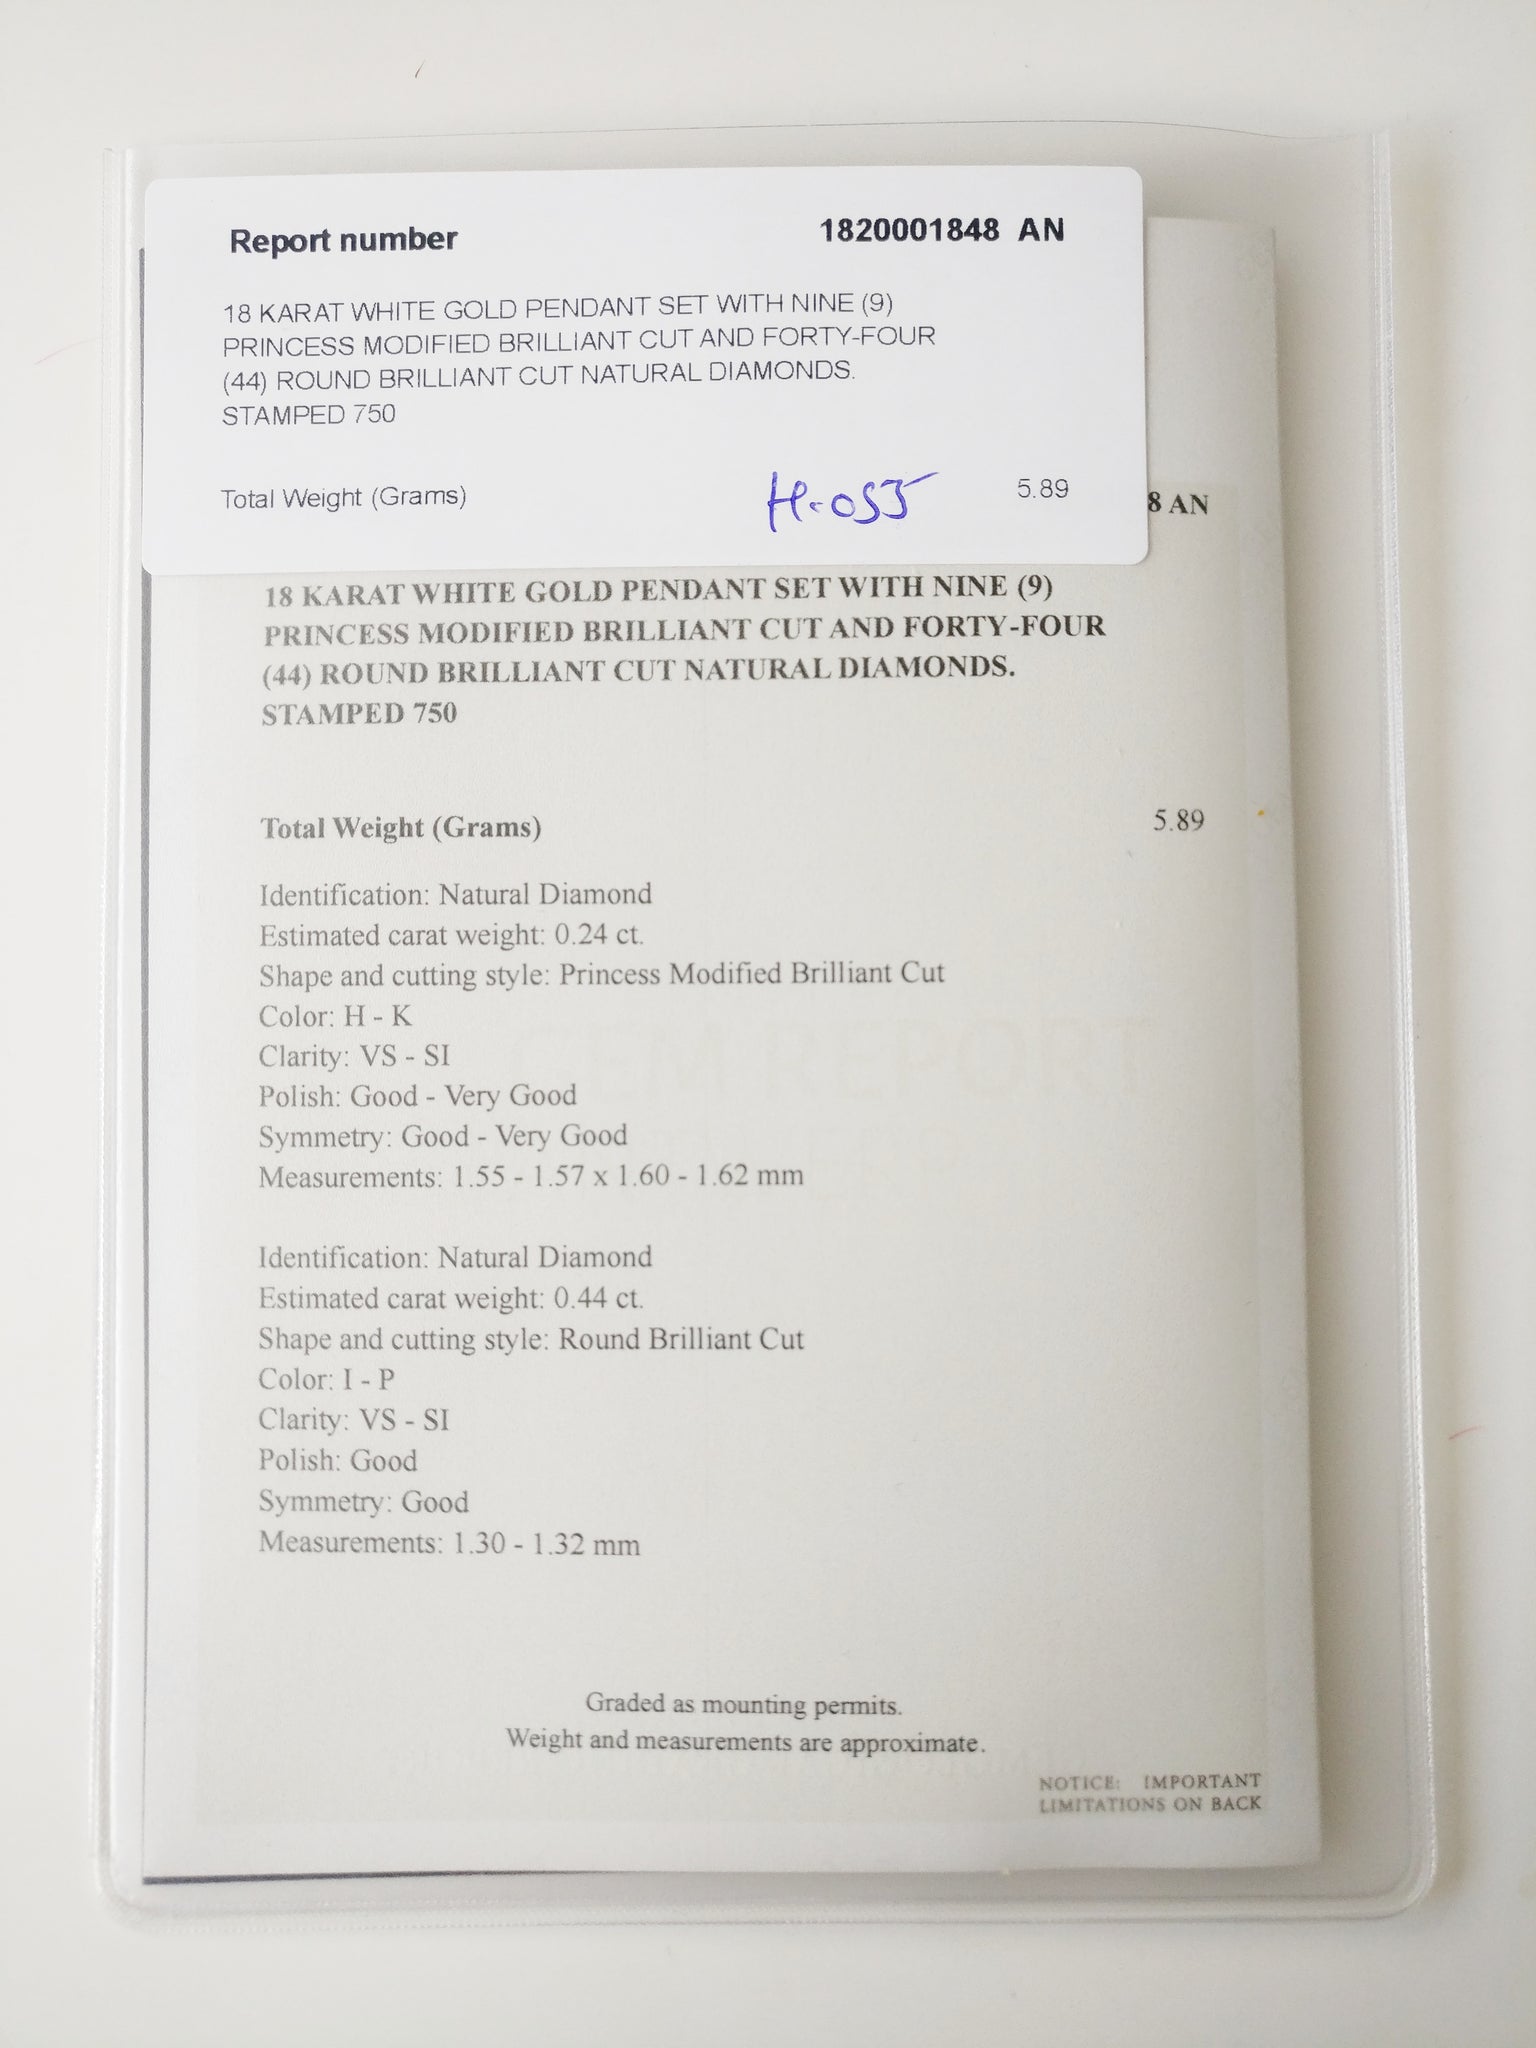 Report number 1820001848 AN
18 KARAT WHITE GOLD PENDANT SET WITH NINE (9)
PRINCESS MODIFIED BRILLIANT CUT AND FORTY-FOUR
(44) ROUND BRILLIANT CUT NATURAL DIAMONDS.
STAMPED 750
Total Weight (Grams) H-055 5.89
8 AN
18 KARAT WHITE GOLD PENDANT SET WITH NINE (9)
PRINCESS MODIFIED BRILLIANT CUT AND FORTY-FOUR
(44) ROUND BRILLIANT CUT NATURAL DIAMONDS.
STAMPED 750
Total Weight (Grams) 5.89
Identification: Natural Diamond
Estimated carat weight: 0.24 ct.
Shape and cutting style: Princess Modified Brilliant Cut
Color: H - K
Clarity: VS - SI
Polish: Good - Very Good
Symmetry: Good - Very Good
Measurements: 1.55 - 1.57 x 1.60 - 1.62 mm
Identification: Natural Diamond
Estimated carat weight: 0.44 ct.
Shape and cutting style: Round Brilliant Cut
Color: I - P
Clarity: VS - SI
Polish: Good
Symmetry: Good
Measurements: 1.30 - 1.32 mm
Graded as mounting permits.
Weight and measurements are approximate.
NOTICE: IMPORTANT
LIMITATIONS ON BACK